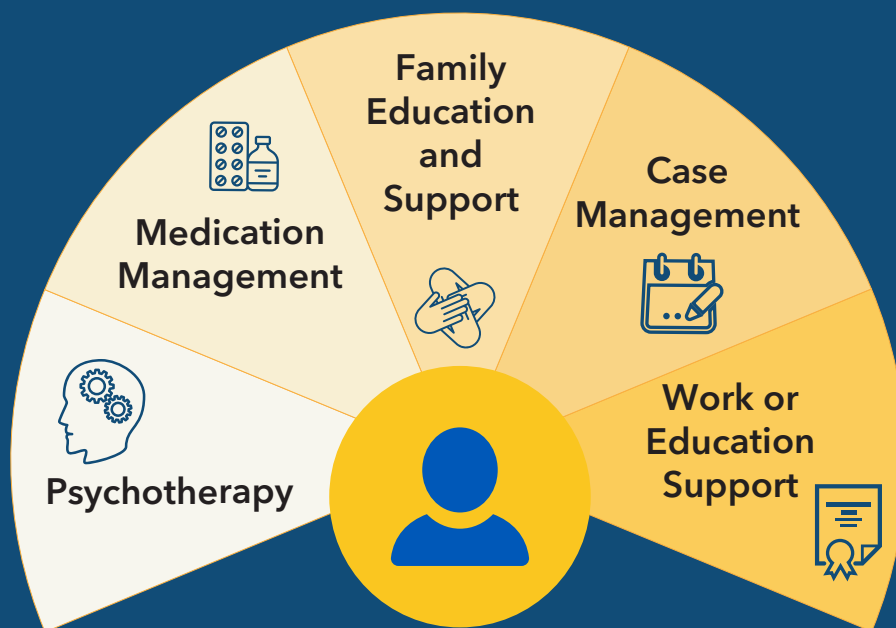 Psychotherapy
Medication
Management
Family
Education
and
Support
Case
Management
Work or
Education
Support